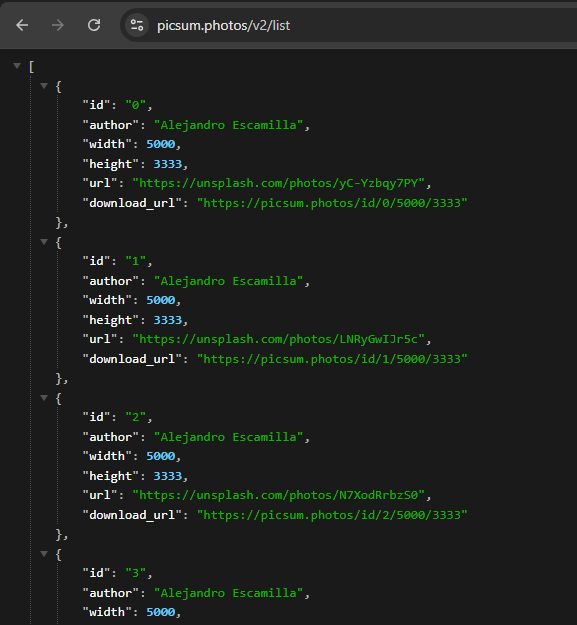 picsum.photos/v2/list
[
{
"id": "0",
"author": "Alejandro Escamilla",
"width": 5000,
"height": 3333,
"url": "https://unsplash.com/photos/yC-Yzbqy7PY",
"download_url": "https://picsum.photos/id/0/5000/3333"
},
{
"id": "1",
"author": "Alejandro Escamilla",
"width": 5000,
"height": 3333,
"url": "https://unsplash.com/photos/LNRyGwIJr5c",
"download_url": "https://picsum.photos/id/1/5000/3333"
},
{
"id": "2",
"author": "Alejandro Escamilla",
"width": 5000,
"height": 3333,
"url": "https://unsplash.com/photos/N7XodRrbzS0",
"download_url": "https://picsum.photos/id/2/5000/3333"
},
{
"id": "3",
"author": "Alejandro Escamilla",
"width": 5000,